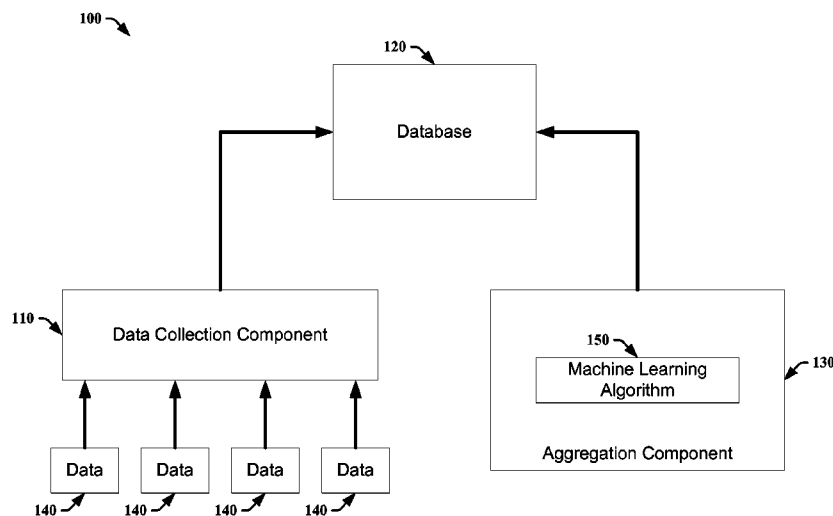 100
120
Database
110
Data Collection Component
150
Machine Learning
Algorithm
130
Aggregation Component
Data
Data
Data
Data
140
140
140
140